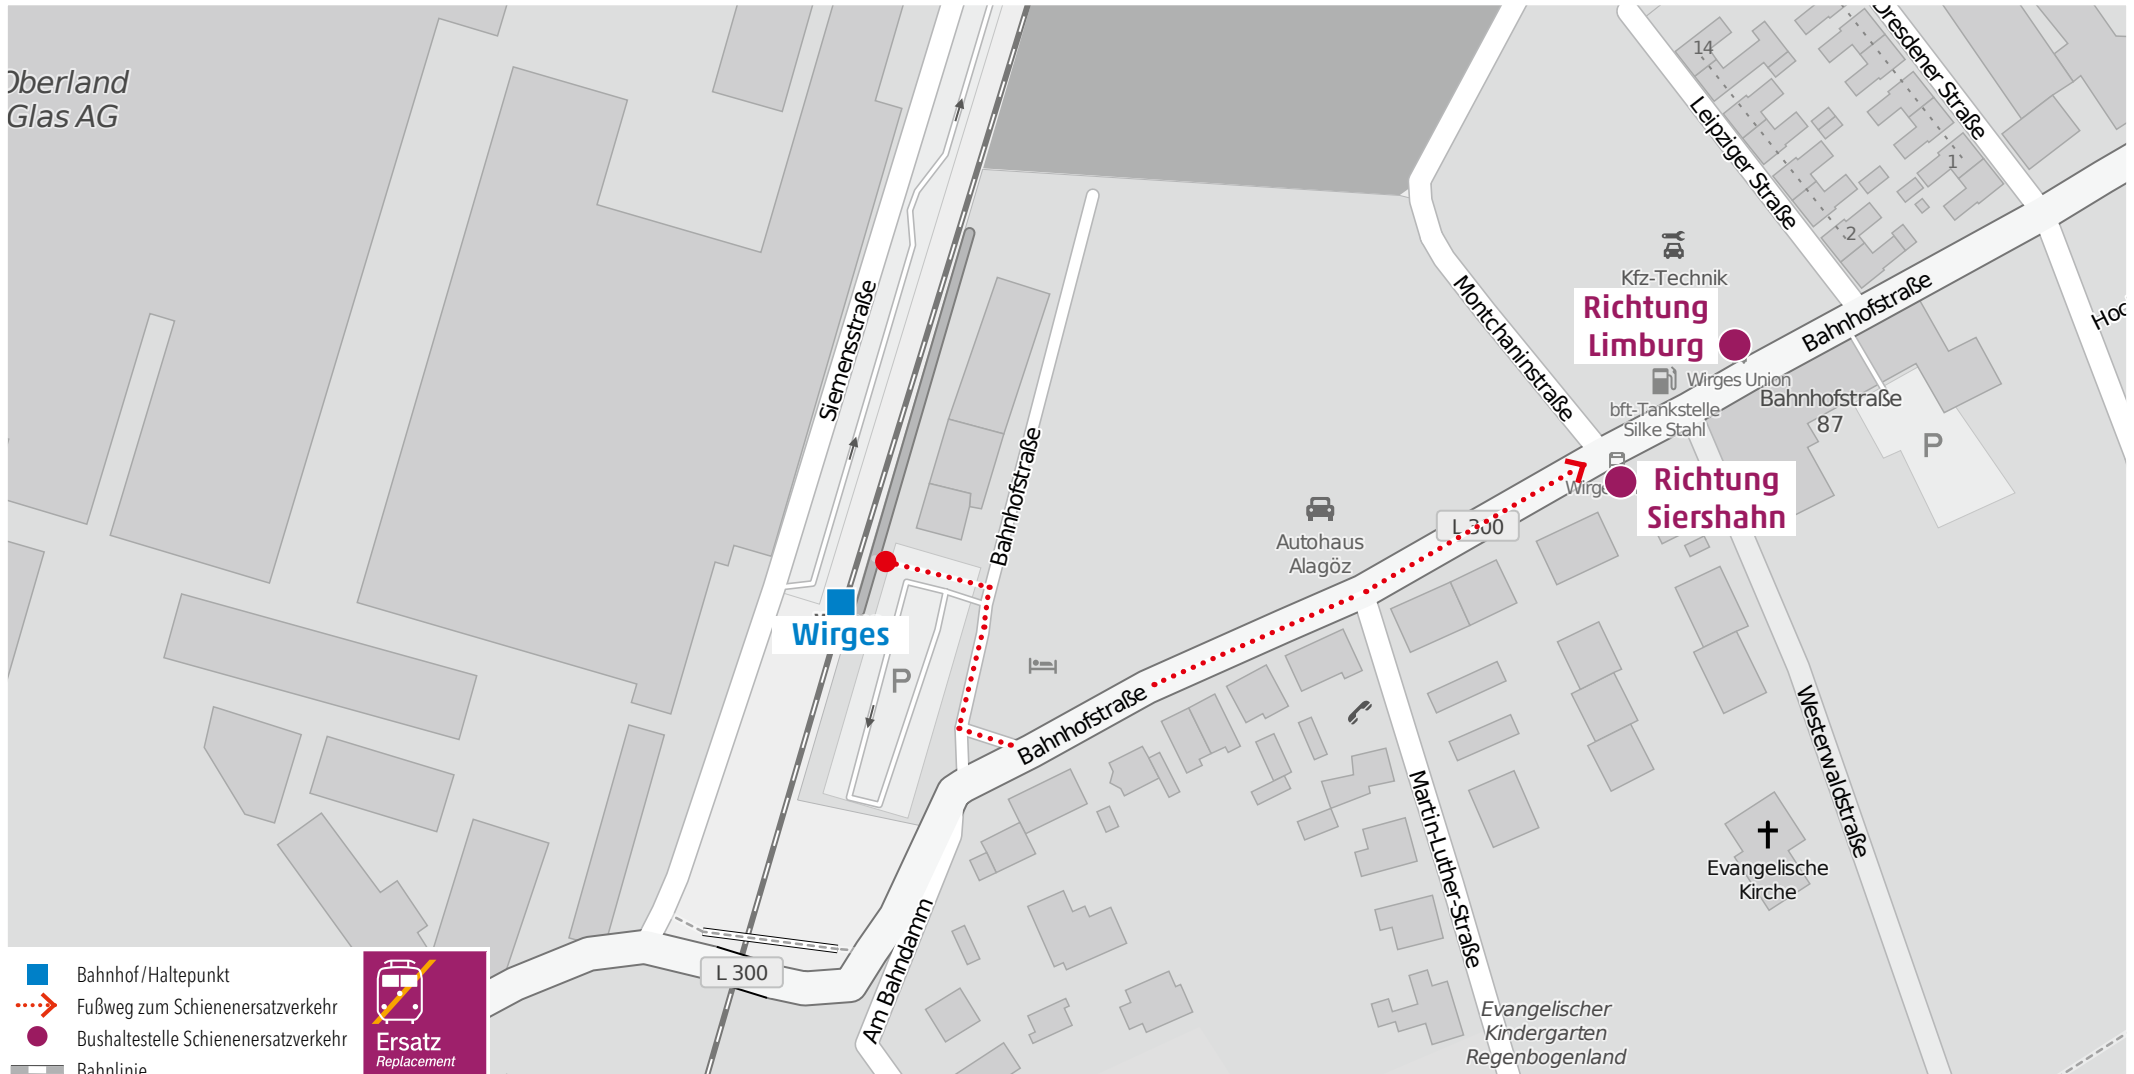 Oberland
Glas AG
Siemensstraße
Bahnhofstraße
Wirges
P
Bahnhofstraße
L 300
Am Bahndamm
Autohaus
Alagöz
L 300
Montchaninstraße
Leipziger Straße
Dresdener Straße
14
1
2
Kfz-Technik
Richtung
Limburg
Wirges Union
bft-Tankstelle
Silke Stahl
Bahnhofstraße
Bahnhofstraße
87
P
Richtung
Siershahn
Westerwaldstraße
Martin-Luther-Straße
Evangelische
Kirche
Evangelischer
Kindergarten
Regenbogenland
Bahnhof/Haltepunkt
Fußweg zum Schienenersatzverkehr
Bushaltestelle Schienenersatzverkehr
Bahnlinie
Ersatz
Replacement